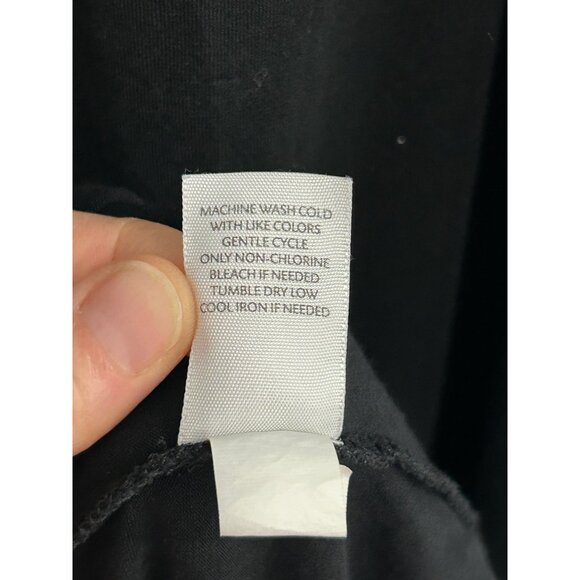 MACHINE WASH COLD
WITH LIKE COLORS
GENTLE CYCLE
ONLY NON-CHLORINE
BLEACH IF NEEDED
TUMBLE DRY LOW
COOL IRON IF NEEDED